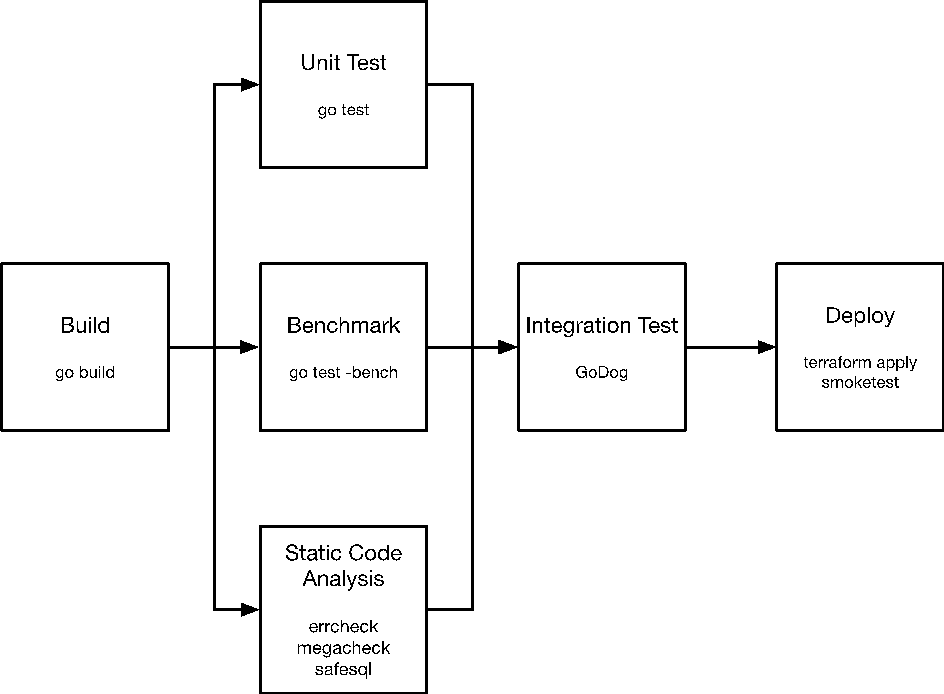 Unit Test
go test
Build
go build
Benchmark
go test -bench
Integration Test
GoDog
Deploy
terraform apply
smoketest
Static Code
Analysis
errcheck
megacheck
safesql